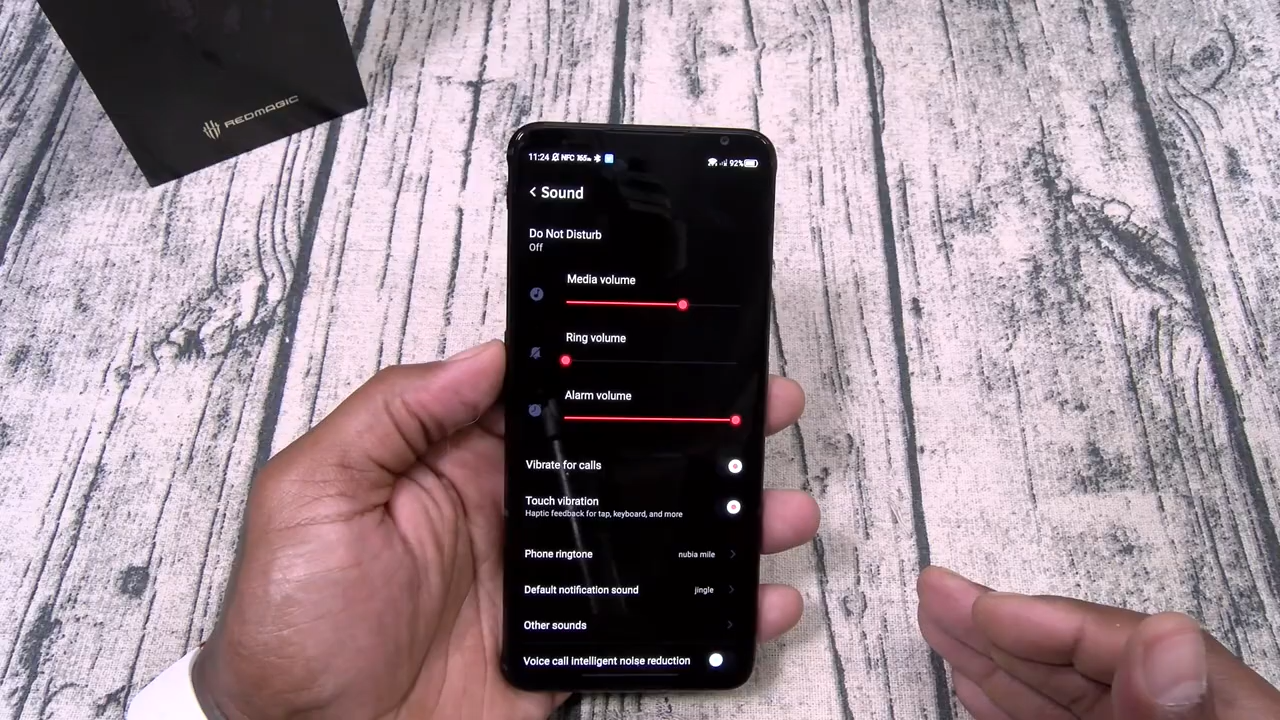 REDMAGIC
11:24 NFC 92%
Sound
Do Not Disturb
Off
Media volume
Ring volume
Alarm volume
Vibrate for calls
Touch vibration
Haptic feedback for tap, keyboard, and more
Phone ringtone nubia mile
Default notification sound jingle
Other sounds
Voice call intelligent noise reduction